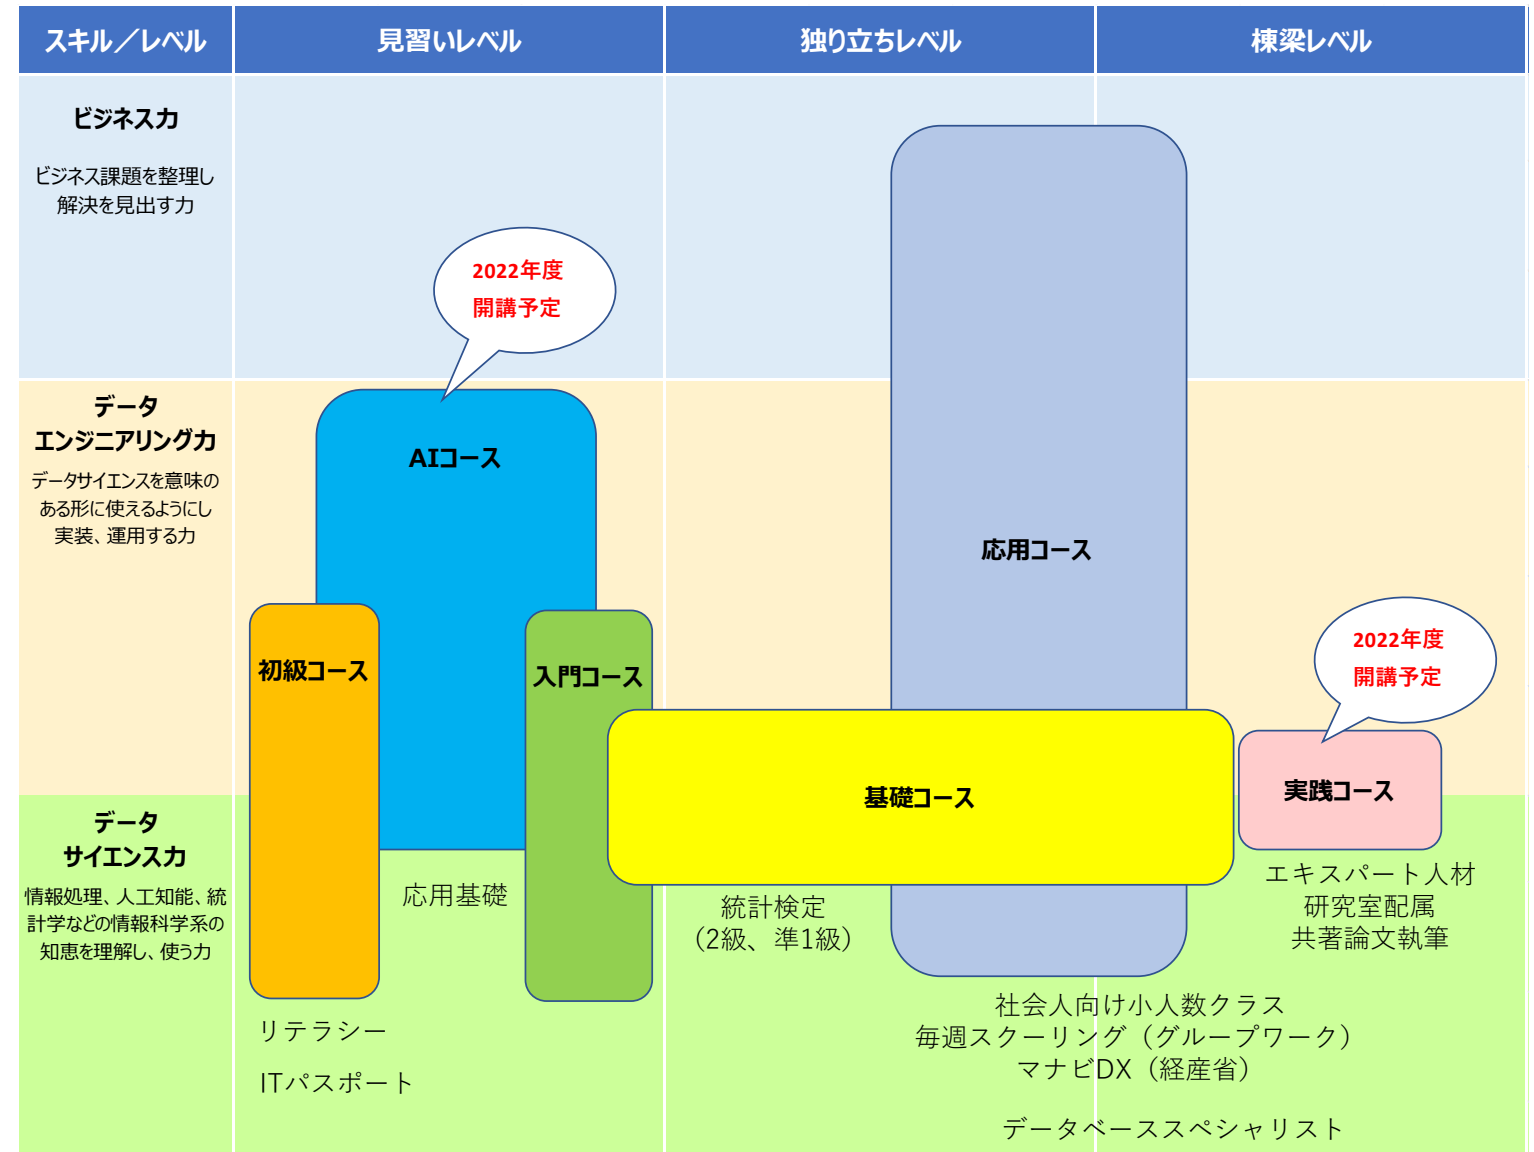 スキル／レベル
見習いレベル
独り立ちレベル
棟梁レベル
ビジネス力
ビジネス課題を整理し
解決を見出す力
2022年度
開講予定
データ
エンジニアリング力
データサイエンスを意味の
ある形に使えるようにし
実装、運用する力
AIコース
応用コース
初級コース
入門コース
2022年度
開講予定
基礎コース
実践コース
データ
サイエンス力
情報処理、人工知能、統
計学などの情報科学系の
知恵を理解し、使う力
応用基礎
統計検定
（2級、準1級）
エキスパート人材
研究室配属
共著論文執筆
リテラシー
ITパスポート
社会人向け小人数クラス
毎週スクーリング（グループワーク）
マナビDX（経産省）
データベーススペシャリスト